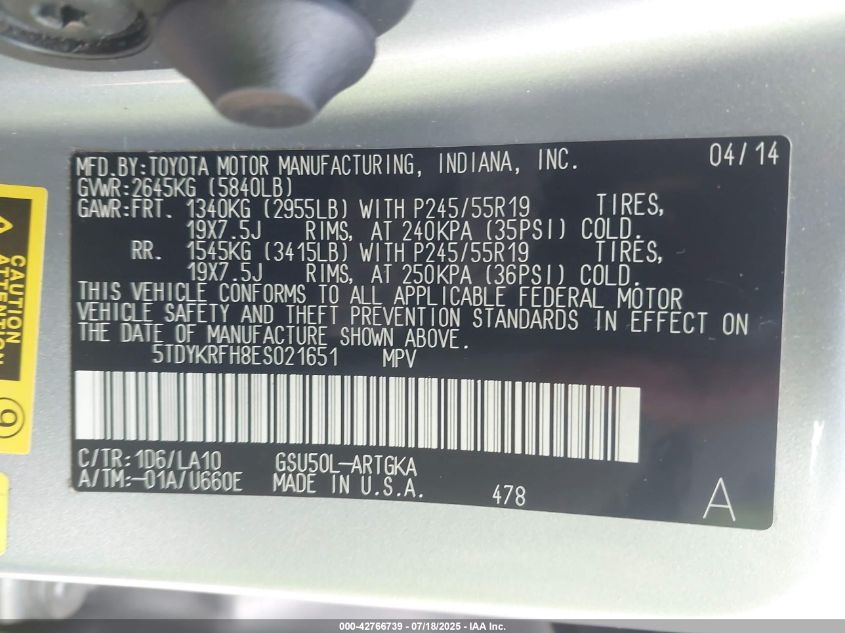 MFD.BY:TOYOTA MOTOR MANUFACTURING, INDIANA, INC. 04/14
GVWR:2645KG (5840LB)
GAWR:FRT. 1340KG (2955LB) WITH P245/55R19 TIRES,
19X7.5J RIMS, AT 240KPA (35PSI) COLD.
RR. 1545KG (3415LB) WITH P245/55R19 TIRES,
19X7.5J RIMS, AT 250KPA (36PSI) COLD.
THIS VEHICLE CONFORMS TO ALL APPLICABLE FEDERAL MOTOR
VEHICLE SAFETY AND THEFT PREVENTION STANDARDS IN EFFECT ON
THE DATE OF MANUFACTURE SHOWN ABOVE.
5TDYKRFH8ES021651 MPV
C/TR:1D6/LA10 GSU50L-ARTGKA
A/TM:-01A/U660E MADE IN U.S.A. 478 A
CAUTION
ATTENTION
9
000-42766739 - 07/18/2025 - IAA Inc.